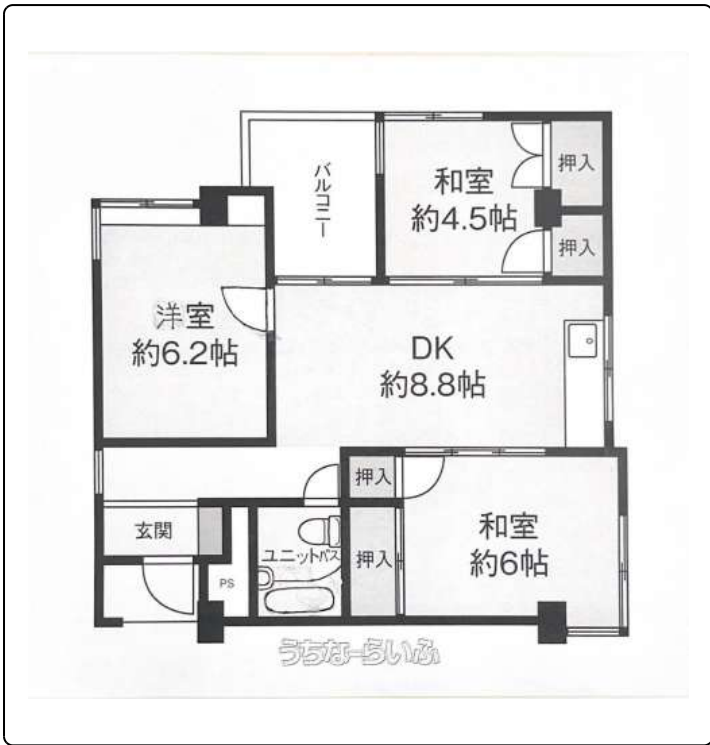 バルコニー
和室
約4.5帖
押入
押入
洋室
約6.2帖
DK
約8.8帖
押入
和室
約6帖
玄関
ユニットバス
押入
PS
うちなーらいふ